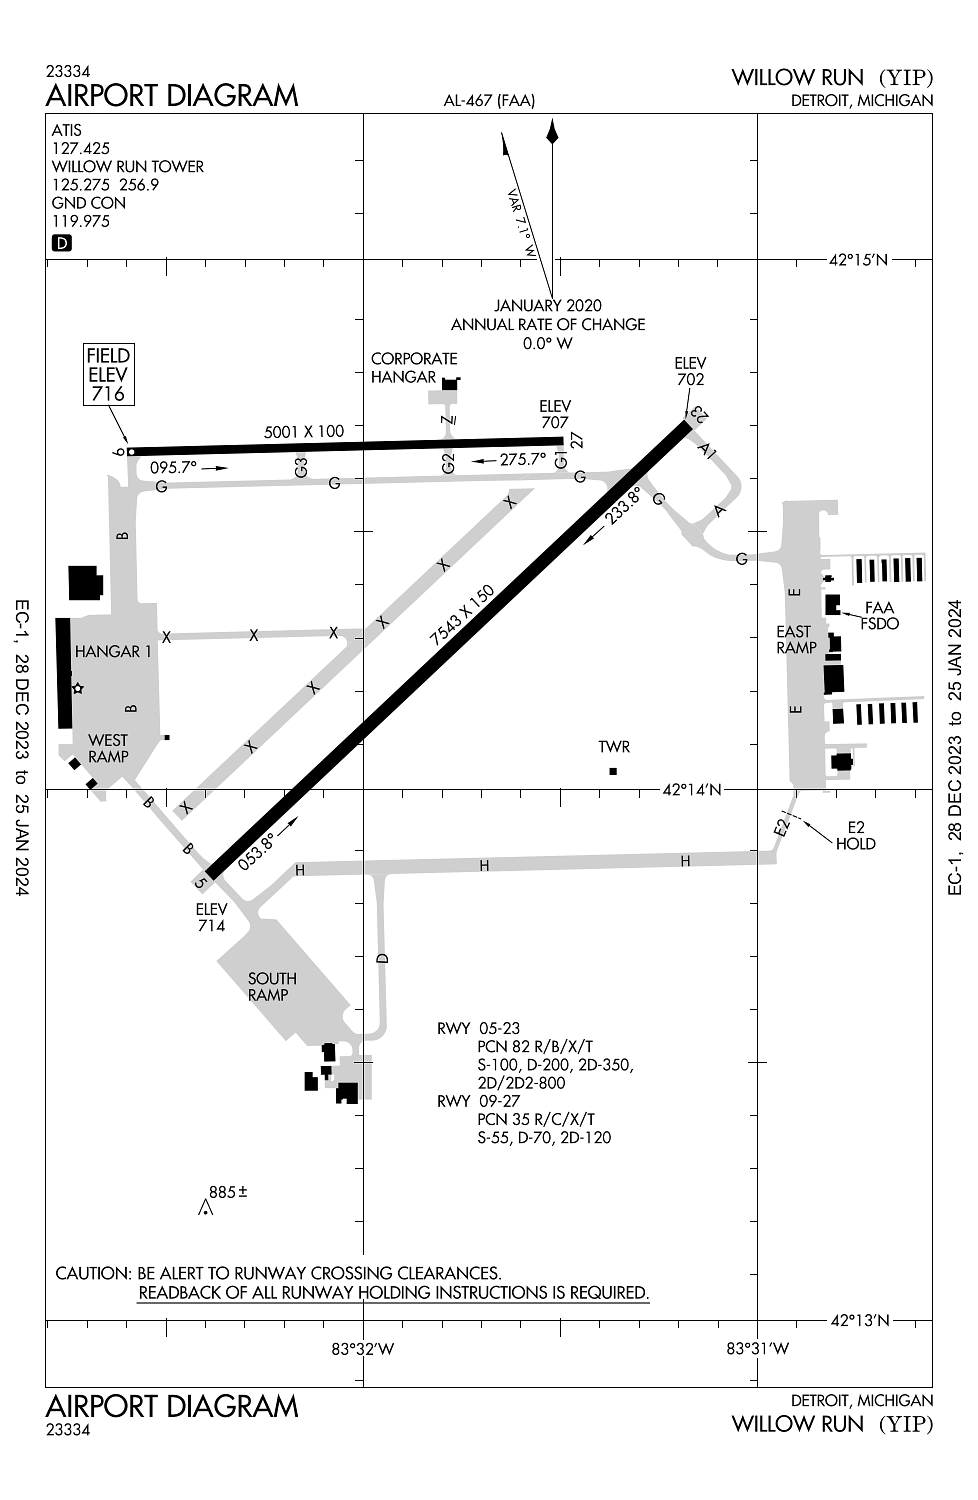 23334
AIRPORT DIAGRAM
AL-467 (FAA)
WILLOW RUN (YIP)
DETROIT, MICHIGAN
ATIS
127.425
WILLOW RUN TOWER
125.275 256.9
GND CON
119.975
D
VAR 7.1° W
42°15'N
JANUARY 2020
ANNUAL RATE OF CHANGE
0.0° W
FIELD
ELEV
716
CORPORATE
HANGAR
ELEV
702
ELEV
707
23
Z
5001 X 100
9
27
A1
095.7°
G3
G2
275.7°
G1
G
G
G
G
A
233.8°
X
B
G
X
7543 X 150
E
FAA
FSDO
X
X
X
X
EAST
RAMP
HANGAR 1
X
B
E
WEST
RAMP
X
TWR
42°14'N
B
X
E2
E2
HOLD
B
053.8°
H
H
H
5
ELEV
714
D
SOUTH
RAMP
RWY 05-23
PCN 82 R/B/X/T
S-100, D-200, 2D-350,
2D/2D2-800
RWY 09-27
PCN 35 R/C/X/T
S-55, D-70, 2D-120
885±
CAUTION: BE ALERT TO RUNWAY CROSSING CLEARANCES.
READBACK OF ALL RUNWAY HOLDING INSTRUCTIONS IS REQUIRED.
42°13'N
83°32'W
83°31'W
AIRPORT DIAGRAM
23334
DETROIT, MICHIGAN
WILLOW RUN (YIP)
EC-1, 28 DEC 2023 to 25 JAN 2024
EC-1, 28 DEC 2023 to 25 JAN 2024